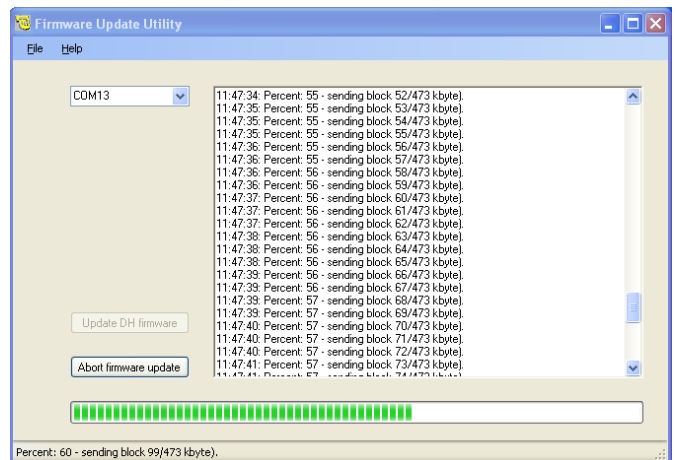 Firmware Update Utility
File Help
COM13
11:47:34: Percent: 55 - sending block 52/473 kbyte).
11:47:35: Percent: 55 - sending block 53/473 kbyte).
11:47:35: Percent: 55 - sending block 54/473 kbyte).
11:47:35: Percent: 55 - sending block 55/473 kbyte).
11:47:36: Percent: 55 - sending block 56/473 kbyte).
11:47:36: Percent: 55 - sending block 57/473 kbyte).
11:47:36: Percent: 56 - sending block 58/473 kbyte).
11:47:36: Percent: 56 - sending block 59/473 kbyte).
11:47:37: Percent: 56 - sending block 60/473 kbyte).
11:47:37: Percent: 56 - sending block 61/473 kbyte).
11:47:37: Percent: 56 - sending block 62/473 kbyte).
11:47:38: Percent: 56 - sending block 63/473 kbyte).
11:47:38: Percent: 56 - sending block 64/473 kbyte).
11:47:38: Percent: 56 - sending block 65/473 kbyte).
11:47:39: Percent: 56 - sending block 66/473 kbyte).
11:47:39: Percent: 56 - sending block 67/473 kbyte).
11:47:39: Percent: 57 - sending block 68/473 kbyte).
11:47:39: Percent: 57 - sending block 69/473 kbyte).
11:47:40: Percent: 57 - sending block 70/473 kbyte).
11:47:40: Percent: 57 - sending block 71/473 kbyte).
11:47:40: Percent: 57 - sending block 72/473 kbyte).
11:47:41: Percent: 57 - sending block 73/473 kbyte).
11:47:41: Percent: 57 - sending block 74/473 kbyte).
Update DH firmware
Abort firmware update
Percent: 60 - sending block 99/473 kbyte).